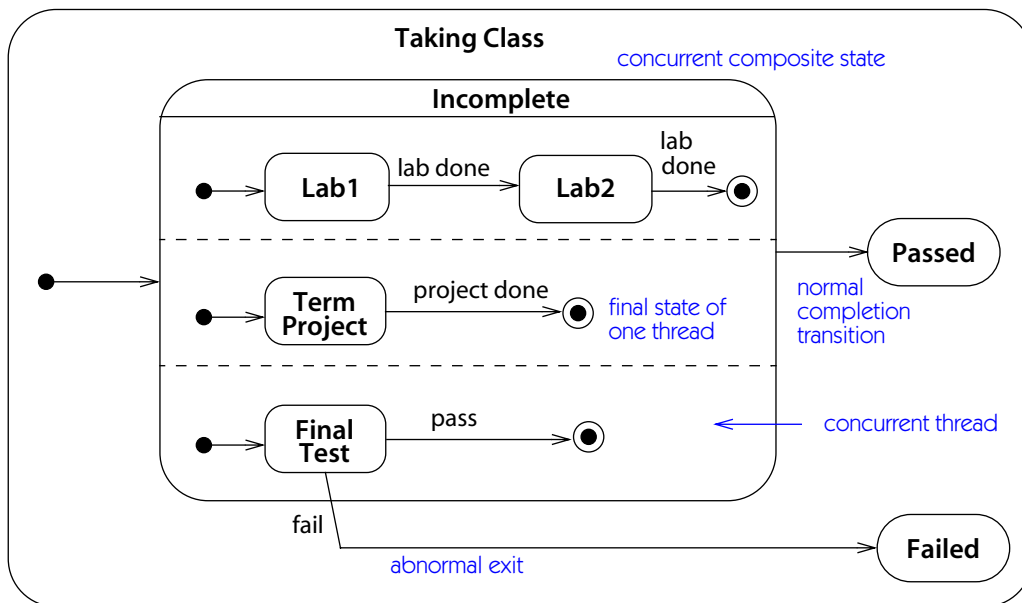 Taking Class
concurrent composite state
Incomplete
lab
done
lab done
Lab1
Lab2
Passed
project done
Term
Project
final state of
one thread
normal
completion
transition
pass
concurrent thread
Final
Test
fail
abnormal exit
Failed